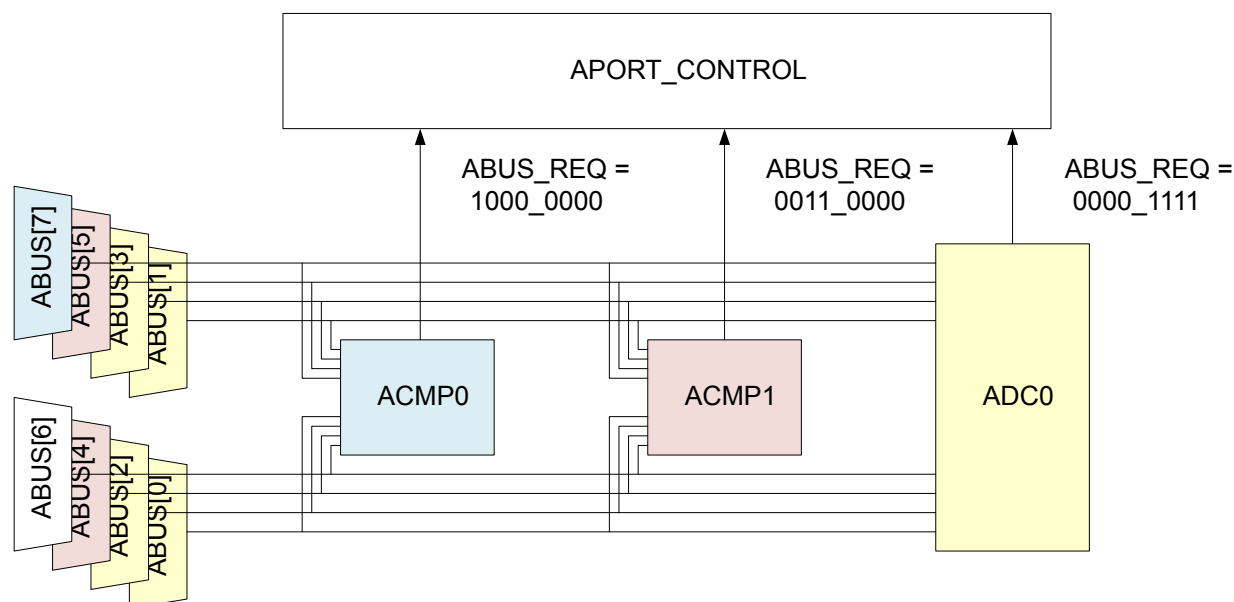 APORT_CONTROL
ABUS_REQ =
1000_0000
ABUS_REQ =
0011_0000
ABUS_REQ =
0000_1111
ABUS[7]
ABUS[5]
ABUS[3]
ABUS[1]
ACMP0
ACMP1
ADC0
ABUS[6]
ABUS[4]
ABUS[2]
ABUS[0]